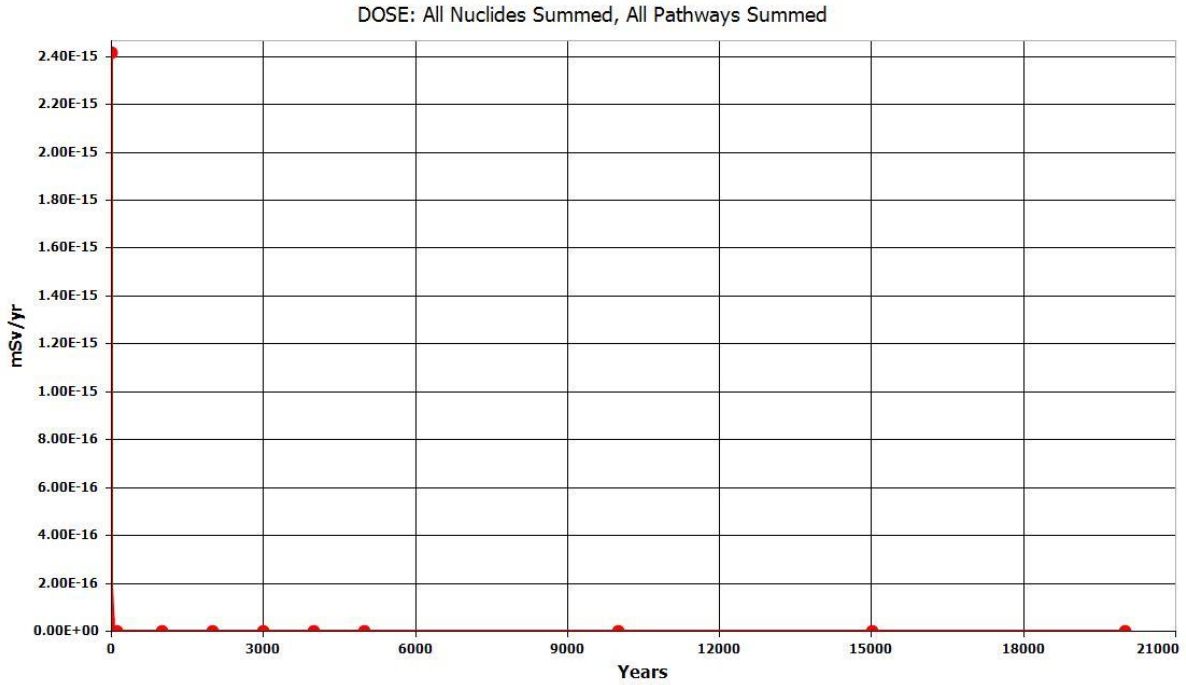 DOSE: All Nuclides Summed, All Pathways Summed
2.40E-15
2.20E-15
2.00E-15
1.80E-15
1.60E-15
1.40E-15
1.20E-15
1.00E-15
8.00E-16
6.00E-16
4.00E-16
2.00E-16
0.00E+00
mSv/yr
0 3000 6000 9000 12000 15000 18000 21000
Years